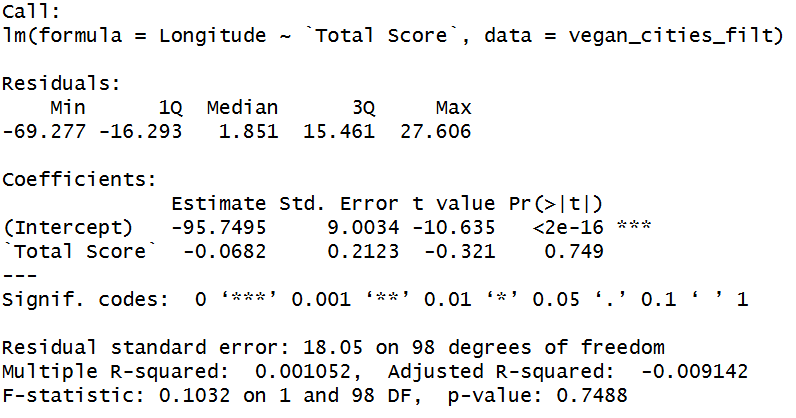 Call:
lm(formula = Longitude ~ `Total Score`, data = vegan_cities_filt)
Residuals:
    Min      1Q  Median      3Q     Max
-69.277 -16.293   1.851  15.461  27.606
Coefficients:
              Estimate Std. Error t value Pr(>|t|)
(Intercept)   -95.7495     9.0034 -10.635   <2e-16 ***
`Total Score`  -0.0682     0.2123  -0.321    0.749
---
Signif. codes:  0 ‘***’ 0.001 ‘**’ 0.01 ‘*’ 0.05 ‘.’ 0.1 ‘ ’ 1
Residual standard error: 18.05 on 98 degrees of freedom
Multiple R-squared:  0.001052,  Adjusted R-squared:  -0.009142
F-statistic: 0.1032 on 1 and 98 DF,  p-value: 0.7488